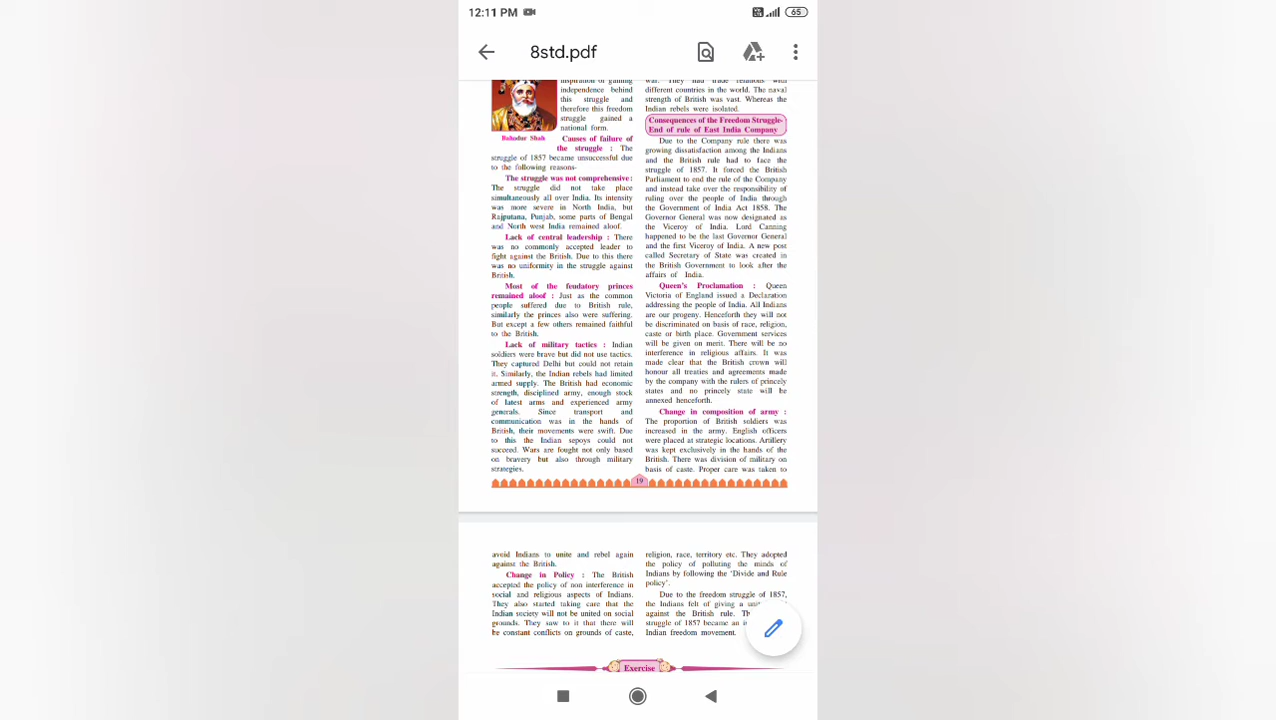 12:11 PM
65
8std.pdf
inspiration of gaining
independence behind
this struggle and
therefore this freedom
struggle gained a
national form.
Bahadur Shah
Causes of failure of
the struggle : The
struggle of 1857 became unsuccessful due
to the following reasons-
The struggle was not comprehensive :
The struggle did not take place
simultaneously all over India. Its intensity
was more severe in North India, but
Rajputana, Punjab, some parts of Bengal
and North west India remained aloof.
Lack of central leadership : There
was no commonly accepted leader to
fight against the British. Due to this there
was no uniformity in the struggle against
British.
Most of the feudatory princes
remained aloof : Just as the common
people suffered due to British rule,
similarly the princes also were suffering.
But except a few others remained faithful
to the British.
Lack of military tactics : Indian
soldiers were brave but did not use tactics.
They captured Delhi but could not retain
it. Similarly, the Indian rebels had limited
armed supply. The British had economic
strength, disciplined army, enough stock
of latest arms and experienced army
generals. Since transport and
communication was in the hands of
British, their movements were swift. Due
to this the Indian sepoys could not
succeed. Wars are fought not only based
on bravery but also through military
strategies.
war. They had trade relations with
different countries in the world. The naval
strength of British was vast. Whereas the
Indian rebels were isolated.
Consequences of the Freedom Struggle-
End of rule of East India Company
Due to the Company rule there was
growing dissatisfaction among the Indians
and the British rule had to face the
struggle of 1857. It forced the British
Parliament to end the rule of the Company
and instead take over the responsibility of
ruling over the people of India through
the Government of India Act 1858. The
Governor General was now designated as
the Viceroy of India. Lord Canning
happened to be the last Governor General
and the first Viceroy of India. A new post
called Secretary of State was created in
the British Government to look after the
affairs of India.
Queen's Proclamation : Queen
Victoria of England issued a Declaration
addressing the people of India. All Indians
are our progeny. Henceforth they will not
be discriminated on basis of race, religion,
caste or birth place. Government services
will be given on merit. There will be no
interference in religious affairs. It was
made clear that the British crown will
honour all treaties and agreements made
by the company with the rulers of princely
states and no princely state will be
annexed henceforth.
Change in composition of army :
The proportion of British soldiers was
increased in the army. English officers
were placed at strategic locations. Artillery
was kept exclusively in the hands of the
British. There was division of military on
basis of caste. Proper care was taken to
19
avoid Indians to unite and rebel again
against the British.
Change in Policy : The British
accepted the policy of non interference in
social and religious aspects of Indians.
They also started taking care that the
Indian society will not be united on social
grounds. They saw to it that there will
be constant conflicts on grounds of caste,
religion, race, territory etc. They adopted
the policy of polluting the minds of
Indians by following the 'Divide and Rule
policy'.
Due to the freedom struggle of 1857,
the Indians felt of giving a
against the British rule.
struggle of 1857 became an
Indian freedom movement.
Exercise